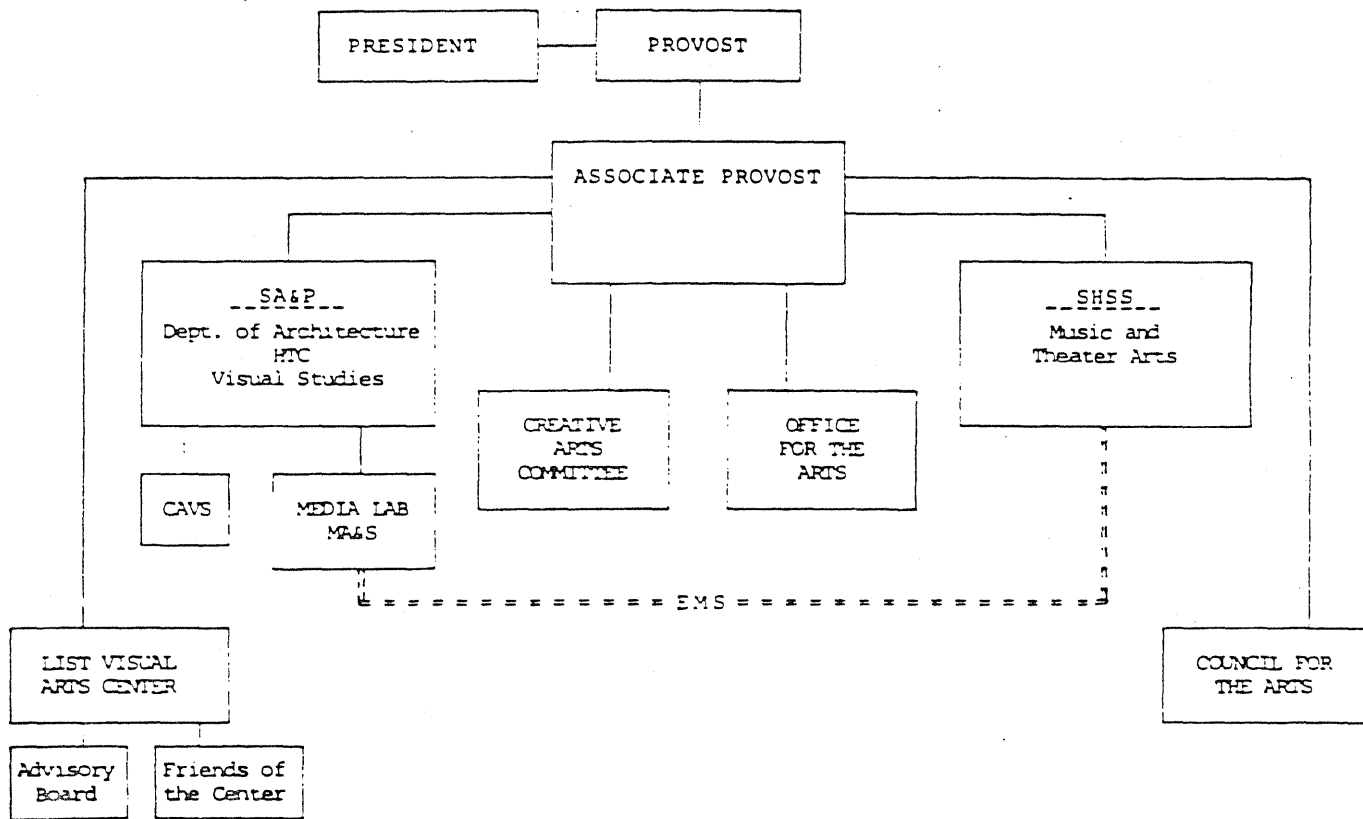 PRESIDENT
PROVOST
ASSOCIATE PROVOST
SA&P
Dept. of Architecture
HTC
Visual Studies
SHSS
Music and
Theater Arts
CREATIVE
ARTS
COMMITTEE
OFFICE
FOR THE
ARTS
CAVS
MEDIA LAB
MA&S
EMS
LIST VISUAL
ARTS CENTER
COUNCIL FOR
THE ARTS
Advisory
Board
Friends of
the Center